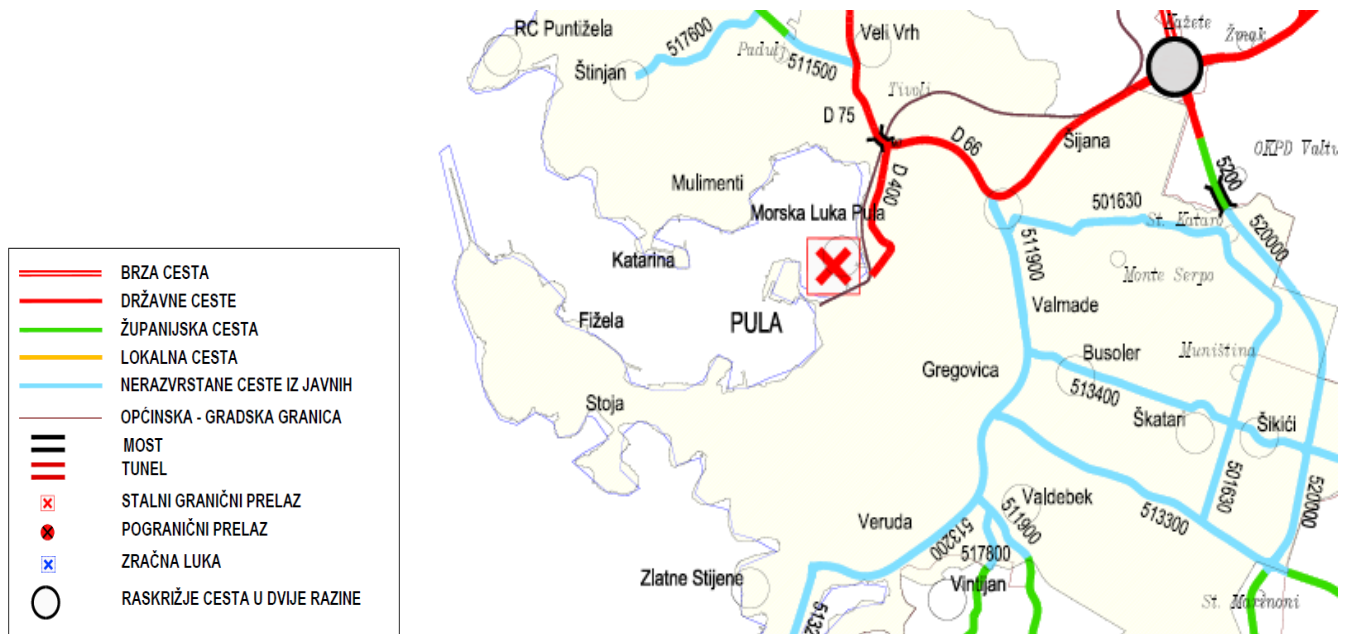 BRZA CESTA
DRŽAVNE CESTE
ŽUPANIJSKA CESTA
LOKALNA CESTA
NERAZVRSTANE CESTE IZ JAVNIH
OPĆINSKA - GRADSKA GRANICA
MOST
TUNEL
STALNI GRANIČNI PRELAZ
POGRANIČNI PRELAZ
ZRAČNA LUKA
RASKRIŽJE CESTA U DVIJE RAZINE
RC Puntižela
517600
Padulj
Veli Vrh
Žmak
Štinjan
511500
Tivoli
D 75
D 66
Šijana
OKPD Valtu
Mulimenti
D 400
5200
501630
Morska Luka Pula
St. Kataro
520000
Katarina
511900
Monte Serpo
Valmade
Fižela
PULA
Busoler
Muniština
Gregovica
513400
Stoja
Škatari
Šikići
501630
520000
Valdebek
511900
513300
Veruda
513200
517800
Zlatne Stijene
Vintijan
St. Marinoni
5132